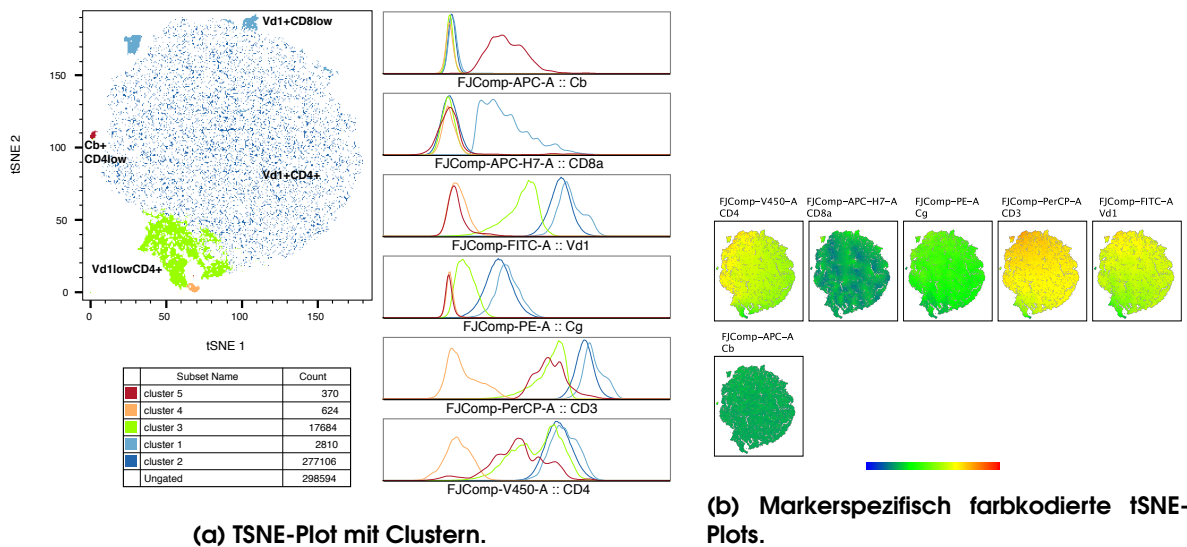 Vd1+CD8low
Cb+
CD4low
Vd1+CD4+
Vd1lowCD4+
tSNE 2
150
100
50
0
0
50
100
150
tSNE 1
FJComp-APC-A :: Cb
FJComp-APC-H7-A :: CD8a
FJComp-FITC-A :: Vd1
FJComp-PE-A :: Cg
FJComp-PerCP-A :: CD3
FJComp-V450-A :: CD4
Subset Name Count
cluster 5 370
cluster 4 624
cluster 3 17684
cluster 1 2810
cluster 2 277106
Ungated 298594
(a) TSNE-Plot mit Clustern.
FJComp-V450-A
CD4
FJComp-APC-H7-A
CD8a
FJComp-PE-A
Cg
FJComp-PerCP-A
CD3
FJComp-FITC-A
Vd1
FJComp-APC-A
Cb
(b) Markerspezifisch farbkodierte tSNE-
Plots.